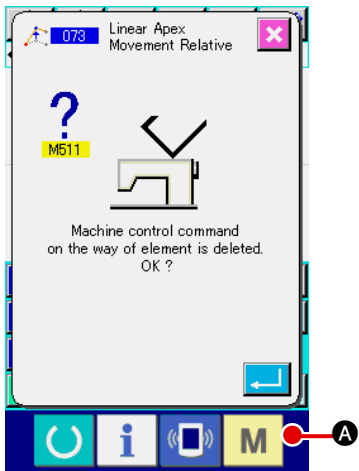 073
Linear Apex
Movement Relative
?
M511
Machine control command
on the way of element is deleted.
OK ?
i
M
A